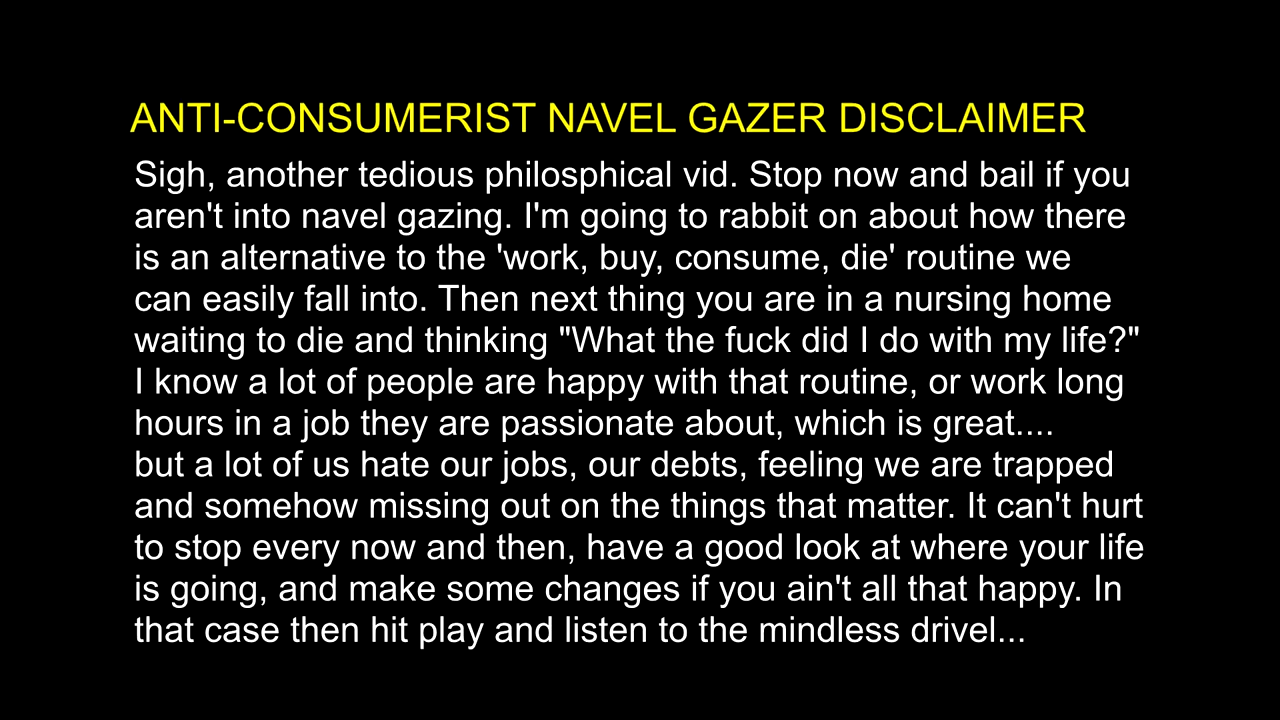 ANTI-CONSUMERIST NAVEL GAZER DISCLAIMER
Sigh, another tedious philosphical vid. Stop now and bail if you
aren't into navel gazing. I'm going to rabbit on about how there
is an alternative to the 'work, buy, consume, die' routine we
can easily fall into. Then next thing you are in a nursing home
waiting to die and thinking "What the fuck did I do with my life?"
I know a lot of people are happy with that routine, or work long
hours in a job they are passionate about, which is great....
but a lot of us hate our jobs, our debts, feeling we are trapped
and somehow missing out on the things that matter. It can't hurt
to stop every now and then, have a good look at where your life
is going, and make some changes if you ain't all that happy. In
that case then hit play and listen to the mindless drivel...